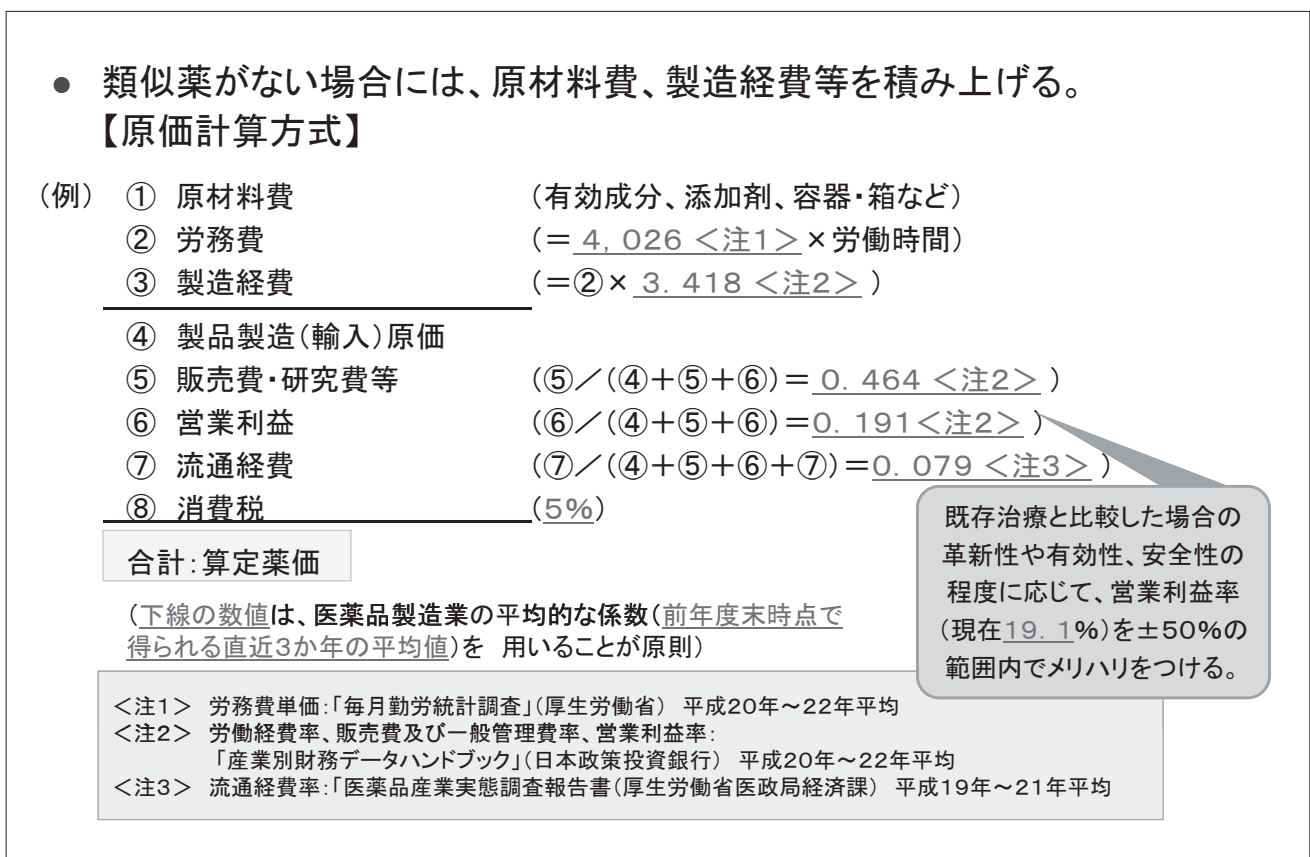 ● 類似薬がない場合には、原材料費、製造経費等を積み上げる。
【原価計算方式】
（例） ① 原材料費 （有効成分、添加剤、容器・箱など）
② 労務費 （＝ ４，０２６ ＜注１＞ ×労働時間）
③ 製造経費 （＝②× ３．４１８ ＜注２＞ ）
④ 製品製造（輸入）原価
⑤ 販売費・研究費等 （⑤／（④＋⑤＋⑥）＝ ０．４６４ ＜注２＞ ）
⑥ 営業利益 （⑥／（④＋⑤＋⑥）＝０．１９１＜注２＞ ）
⑦ 流通経費 （⑦／（④＋⑤＋⑥＋⑦）＝０．０７９ ＜注３＞ ）
⑧ 消費税 （５％）
合計：算定薬価
既存治療と比較した場合の
革新性や有効性、安全性の
程度に応じて、営業利益率
（現在１９．１％）を±５０％の
範囲内でメリハリをつける。
（下線の数値は、医薬品製造業の平均的な係数（前年度末時点で
得られる直近３か年の平均値）を 用いることが原則）
＜注１＞ 労務費単価：「毎月勤労統計調査」（厚生労働省） 平成２０年～２２年平均
＜注２＞ 労働経費率、販売費及び一般管理費率、営業利益率：
「産業別財務データハンドブック」（日本政策投資銀行） 平成２０年～２２年平均
＜注３＞ 流通経費率：「医薬品産業実態調査報告書（厚生労働省医政局経済課） 平成１９年～２１年平均